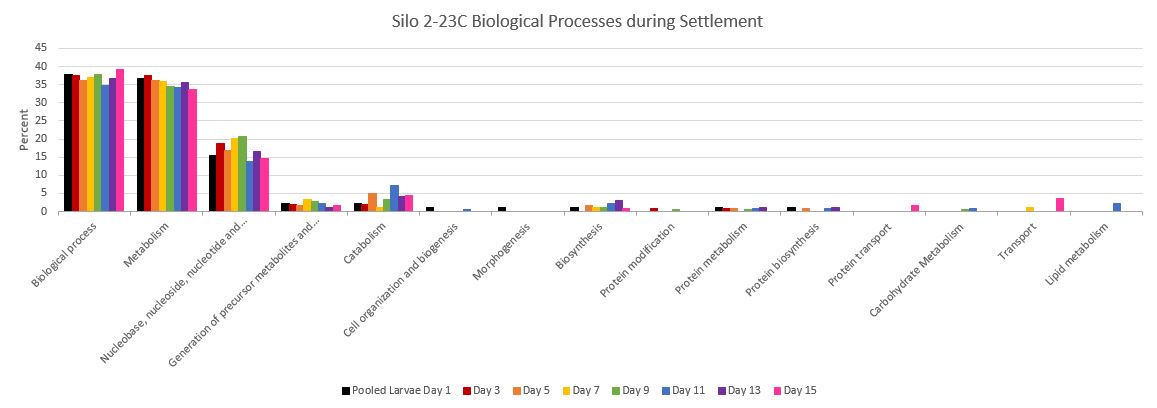 Silo 2-23C Biological Processes during Settlement
45
40
35
30
25
20
15
10
5
0
Percent
Biological process
Metabolism
Nucleobase, nucleoside, nucleotide and...
Generation of precursor metabolites and...
Catabolism
Cell organization and biogenesis
Morphogenesis
Biosynthesis
Protein modification
Protein metabolism
Protein biosynthesis
Protein transport
Carbohydrate Metabolism
Transport
Lipid metabolism
Pooled Larvae Day 1 Day 3 Day 5 Day 7 Day 9 Day 11 Day 13 Day 15